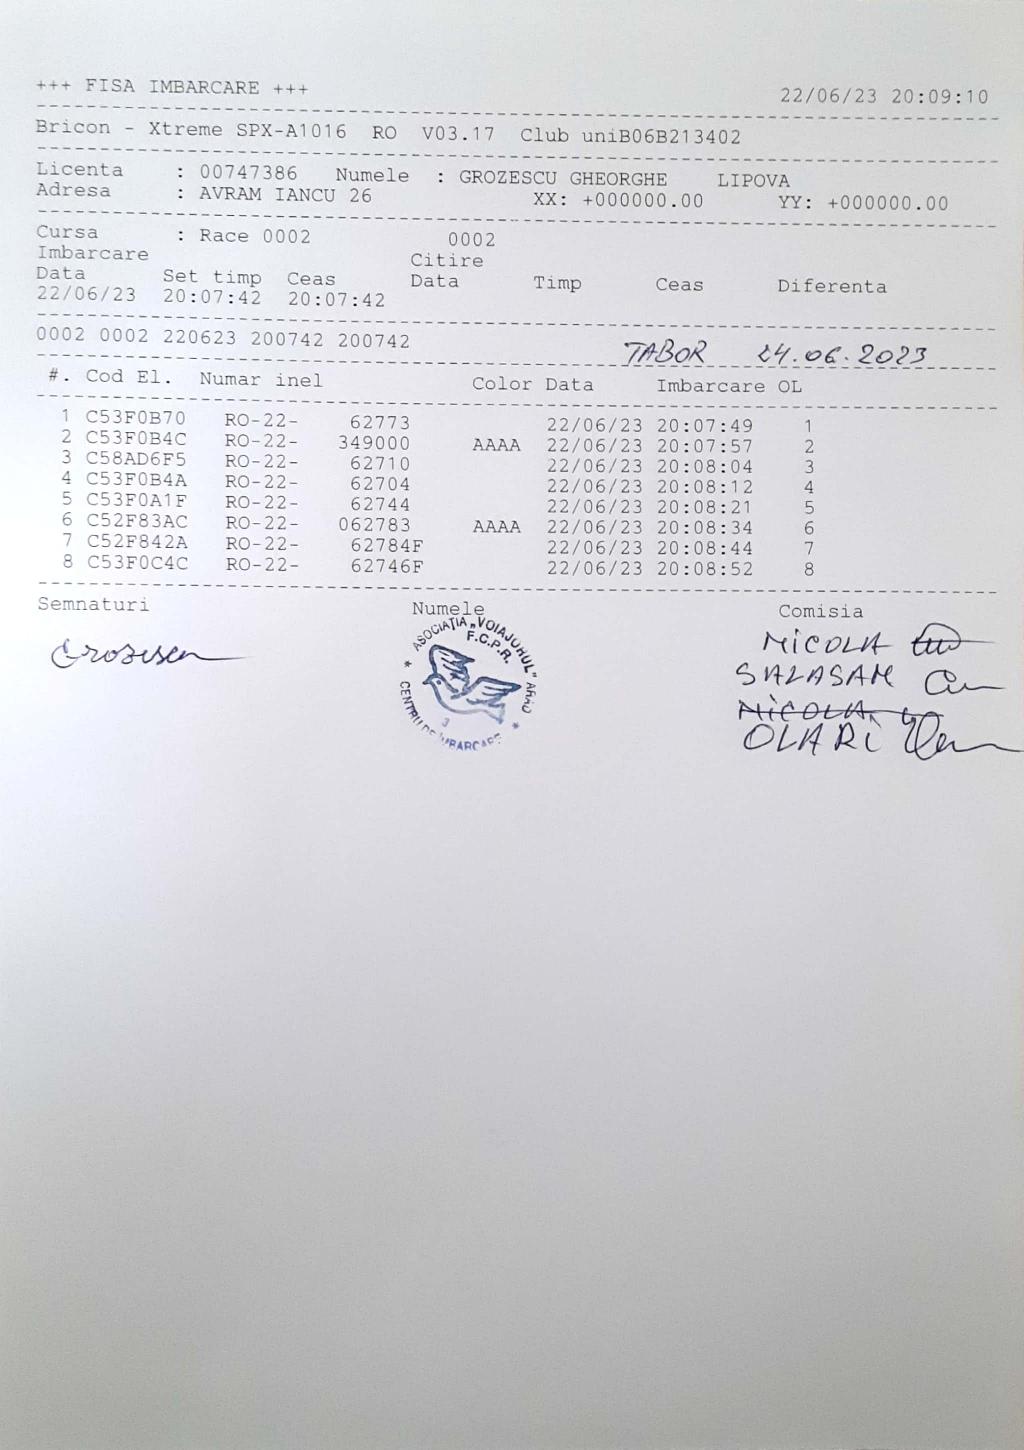 +++ FISA IMBARCARE +++ 22/06/23 20:09:10
Bricon - Xtreme SPX-A1016 RO V03.17 Club uniB06B213402
Licenta : 00747386 Numele : GROZESCU GHEORGHE LIPOVA
Adresa : AVRAM IANCU 26 XX: +000000.00 YY: +000000.00
Cursa : Race 0002 0002
Imbarcare Citire
Data Set timp Ceas Data Timp Ceas Diferenta
22/06/23 20:07:42 20:07:42
0002 0002 220623 200742 200742
TABOR 24.06.2023
#. Cod El. Numar inel Color Data Imbarcare OL
1 C53F0B70 RO-22- 62773 22/06/23 20:07:49 1
2 C53F0B4C RO-22- 349000 AAAA 22/06/23 20:07:57 2
3 C58AD6F5 RO-22- 62710 22/06/23 20:08:04 3
4 C53F0B4A RO-22- 62704 22/06/23 20:08:12 4
5 C53F0A1F RO-22- 62744 22/06/23 20:08:21 5
6 C52F83AC RO-22- 062783 AAAA 22/06/23 20:08:34 6
7 C52F842A RO-22- 62784F 22/06/23 20:08:44 7
8 C53F0C4C RO-22- 62746F 22/06/23 20:08:52 8
Semnaturi Numele Comisia
ASOCIAȚIA „VOIAJORUL" ARAD
F.C.P.R.
CENTRU DE IMBARCARE
3
NICOLA
SALASAN
NICOLA
OLARI